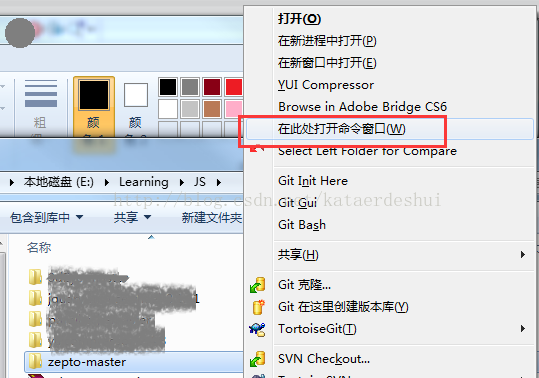 打开(O)
在新进程中打开(P)
在新窗口中打开(E)
YUI Compressor
Browse in Adobe Bridge CS6
在此处打开命令窗口(W)
Select Left Folder for Compare
Git Init Here
Git Gui
Git Bash
共享(H)
Git 克隆...
Git 在这里创建版本库(Y)
TortoiseGit(T)
SVN Checkout...
粗
颜
颜
本地磁盘 (E:) Learning JS
http://blog.csdn.net/kataerdeshui
包含到库中 共享 新建文件夹
名称
zepto-master